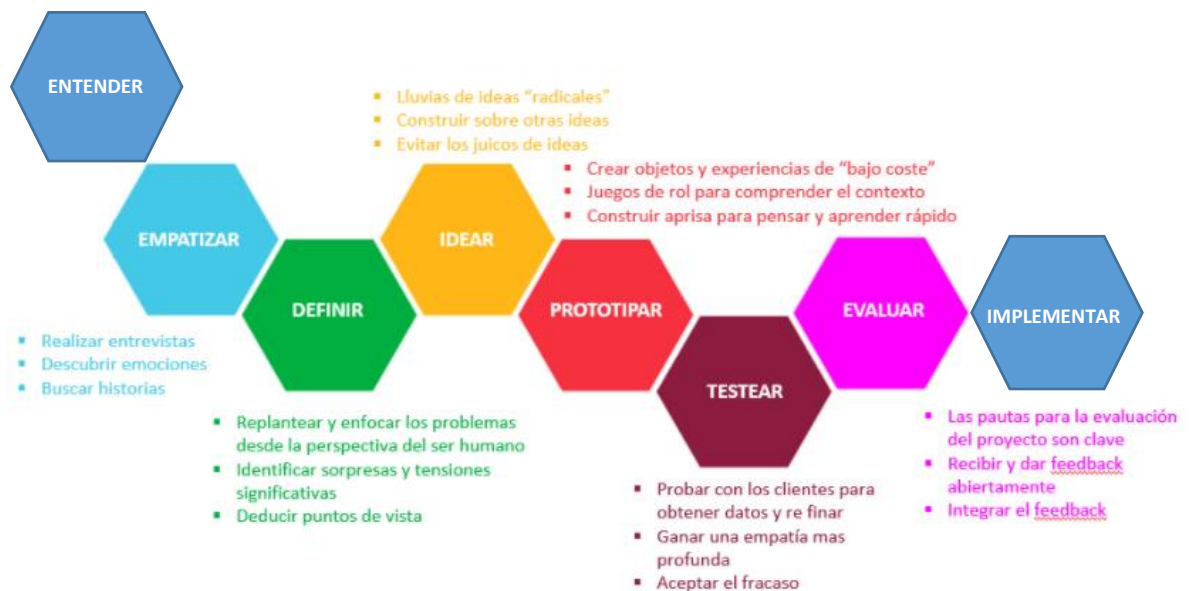 ENTENDER
▪ Lluvias de ideas “radicales”
▪ Construir sobre otras ideas
▪ Evitar los juicos de ideas
▪ Crear objetos y experiencias de “bajo coste”
▪ Juegos de rol para comprender el contexto
▪ Construir aprisa para pensar y aprender rápido
EMPATIZAR
IDEAR
DEFINIR
PROTOTIPAR
EVALUAR
IMPLEMENTAR
TESTEAR
▪ Realizar entrevistas
▪ Descubrir emociones
▪ Buscar historias
▪ Replantear y enfocar los problemas
desde la perspectiva del ser humano
▪ Identificar sorpresas y tensiones
significativas
▪ Deducir puntos de vista
▪ Probar con los clientes para
obtener datos y re finar
▪ Ganar una empatía mas
profunda
▪ Aceptar el fracaso
▪ Las pautas para la evaluación
del proyecto son clave
▪ Recibir y dar feedback
abiertamente
▪ Integrar el feedback